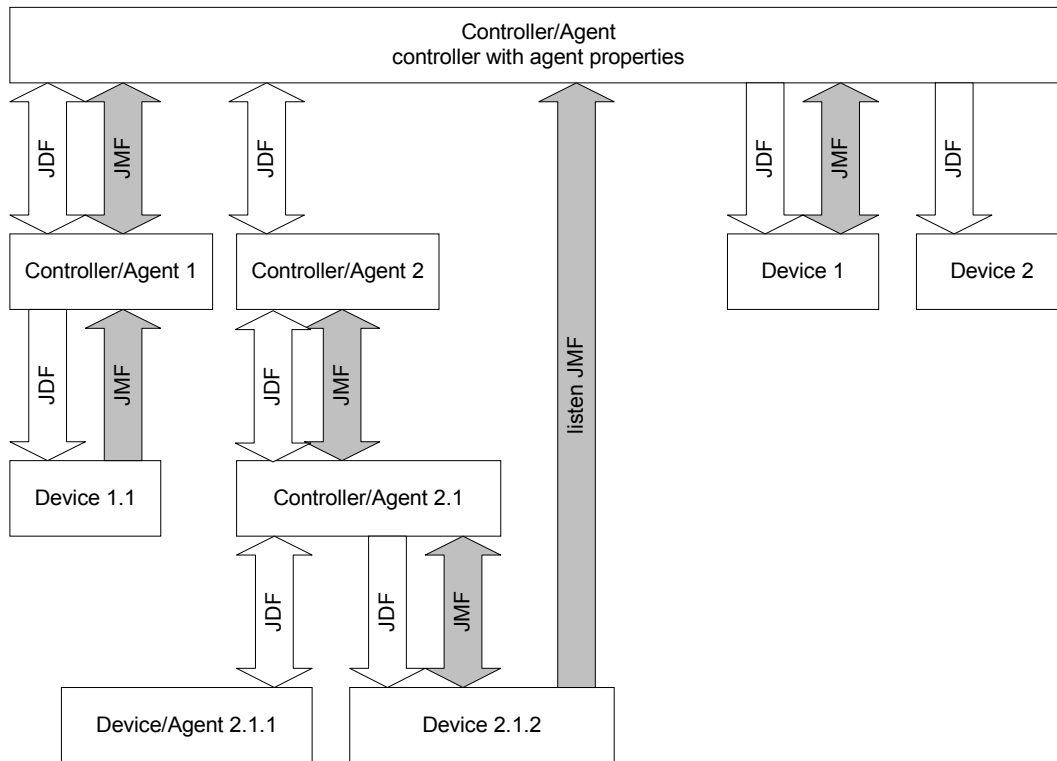 Controller/Agent
controller with agent properties
JDF
JMF
JDF
JDF
JMF
JDF
Controller/Agent 1
Controller/Agent 2
Device 1
Device 2
JDF
JMF
JDF
JMF
listen JMF
Device 1.1
Controller/Agent 2.1
JDF
JDF
JMF
Device/Agent 2.1.1
Device 2.1.2